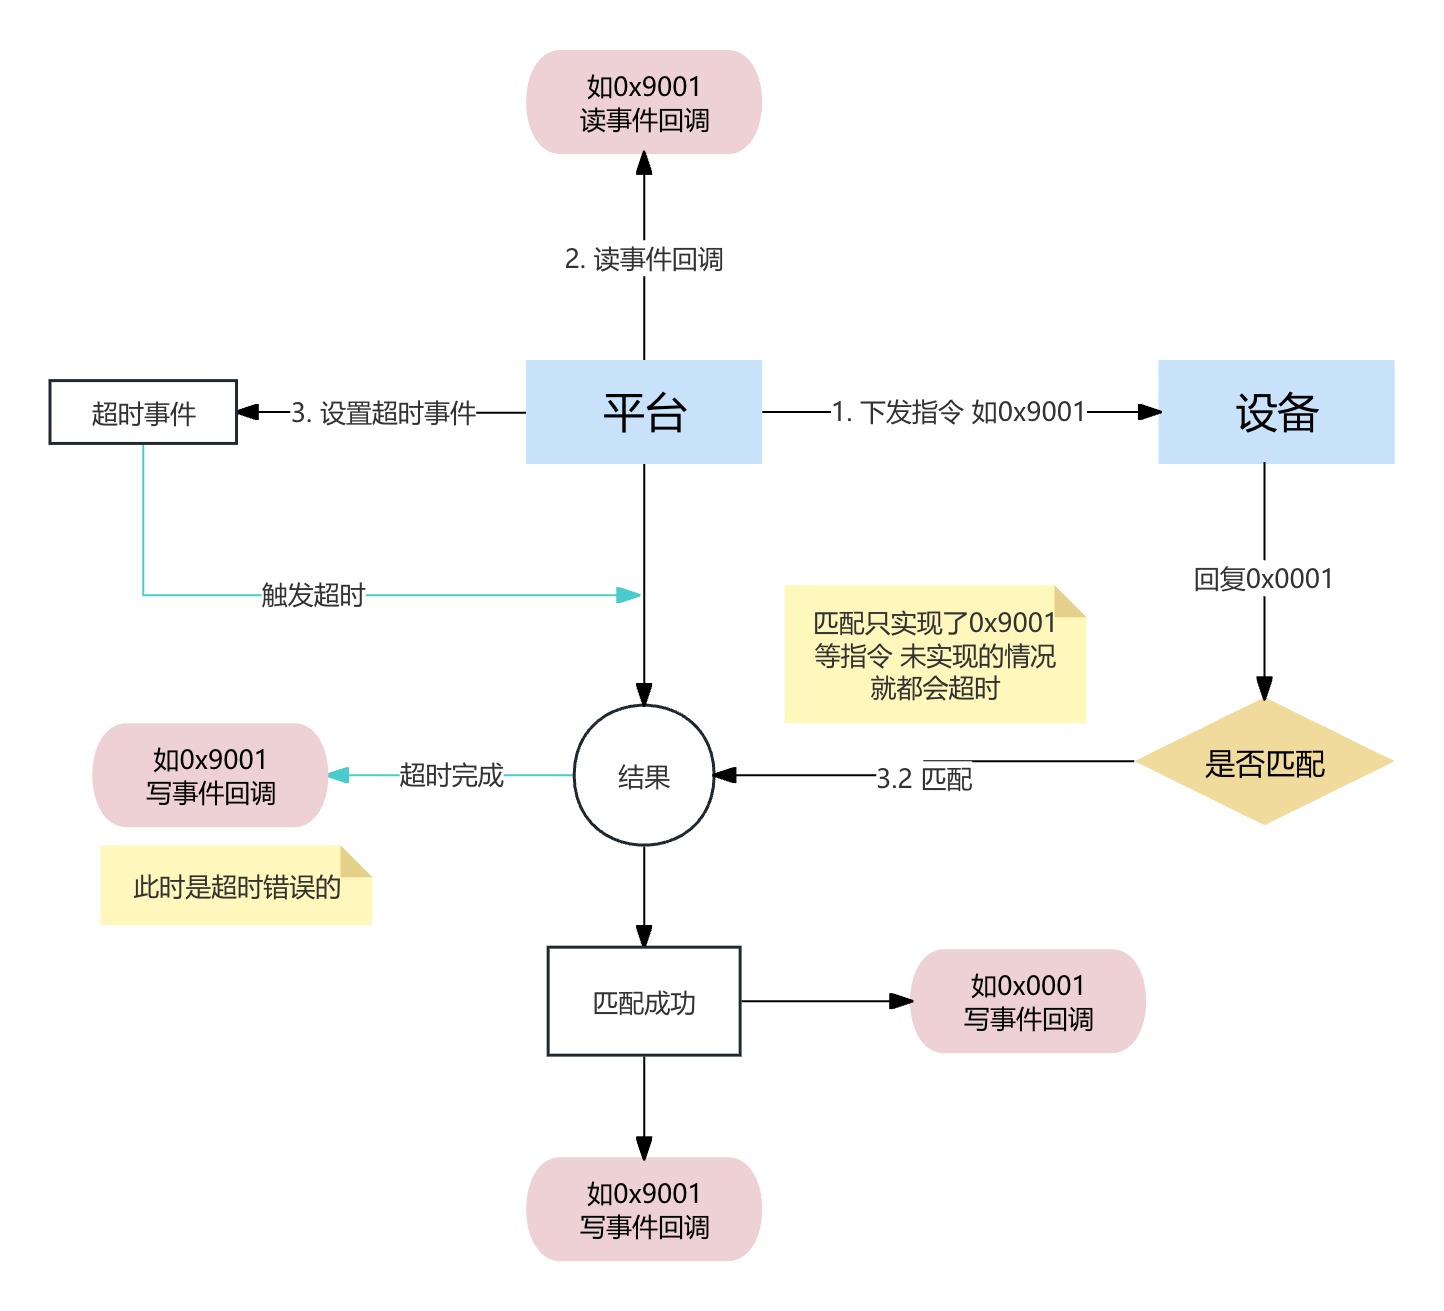 如0x9001
读事件回调
2. 读事件回调
超时事件
3. 设置超时事件
平台
1. 下发指令 如0x9001
设备
触发超时
回复0x0001
匹配只实现了0x9001
等指令 未实现的情况
就都会超时
如0x9001
写事件回调
超时完成
结果
3.2 匹配
是否匹配
此时是超时错误的
匹配成功
如0x0001
写事件回调
如0x9001
写事件回调